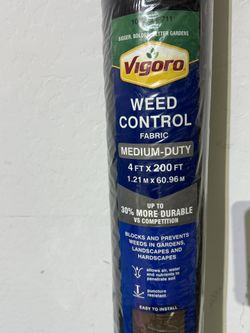 BIGGER, BOLDER, BETTER GARDENS
Vigoro
WEED
CONTROL
FABRIC
MEDIUM-DUTY
4 FT X 200 FT
1.21 M X 60.96 M
UP TO
30% MORE DURABLE
VS COMPETITION
BLOCKS AND PREVENTS
WEEDS IN GARDENS,
LANDSCAPES AND
HARDSCAPES
allows air, water
and nutrients to
penetrate soil
puncture
resistant
EASY TO INSTALL